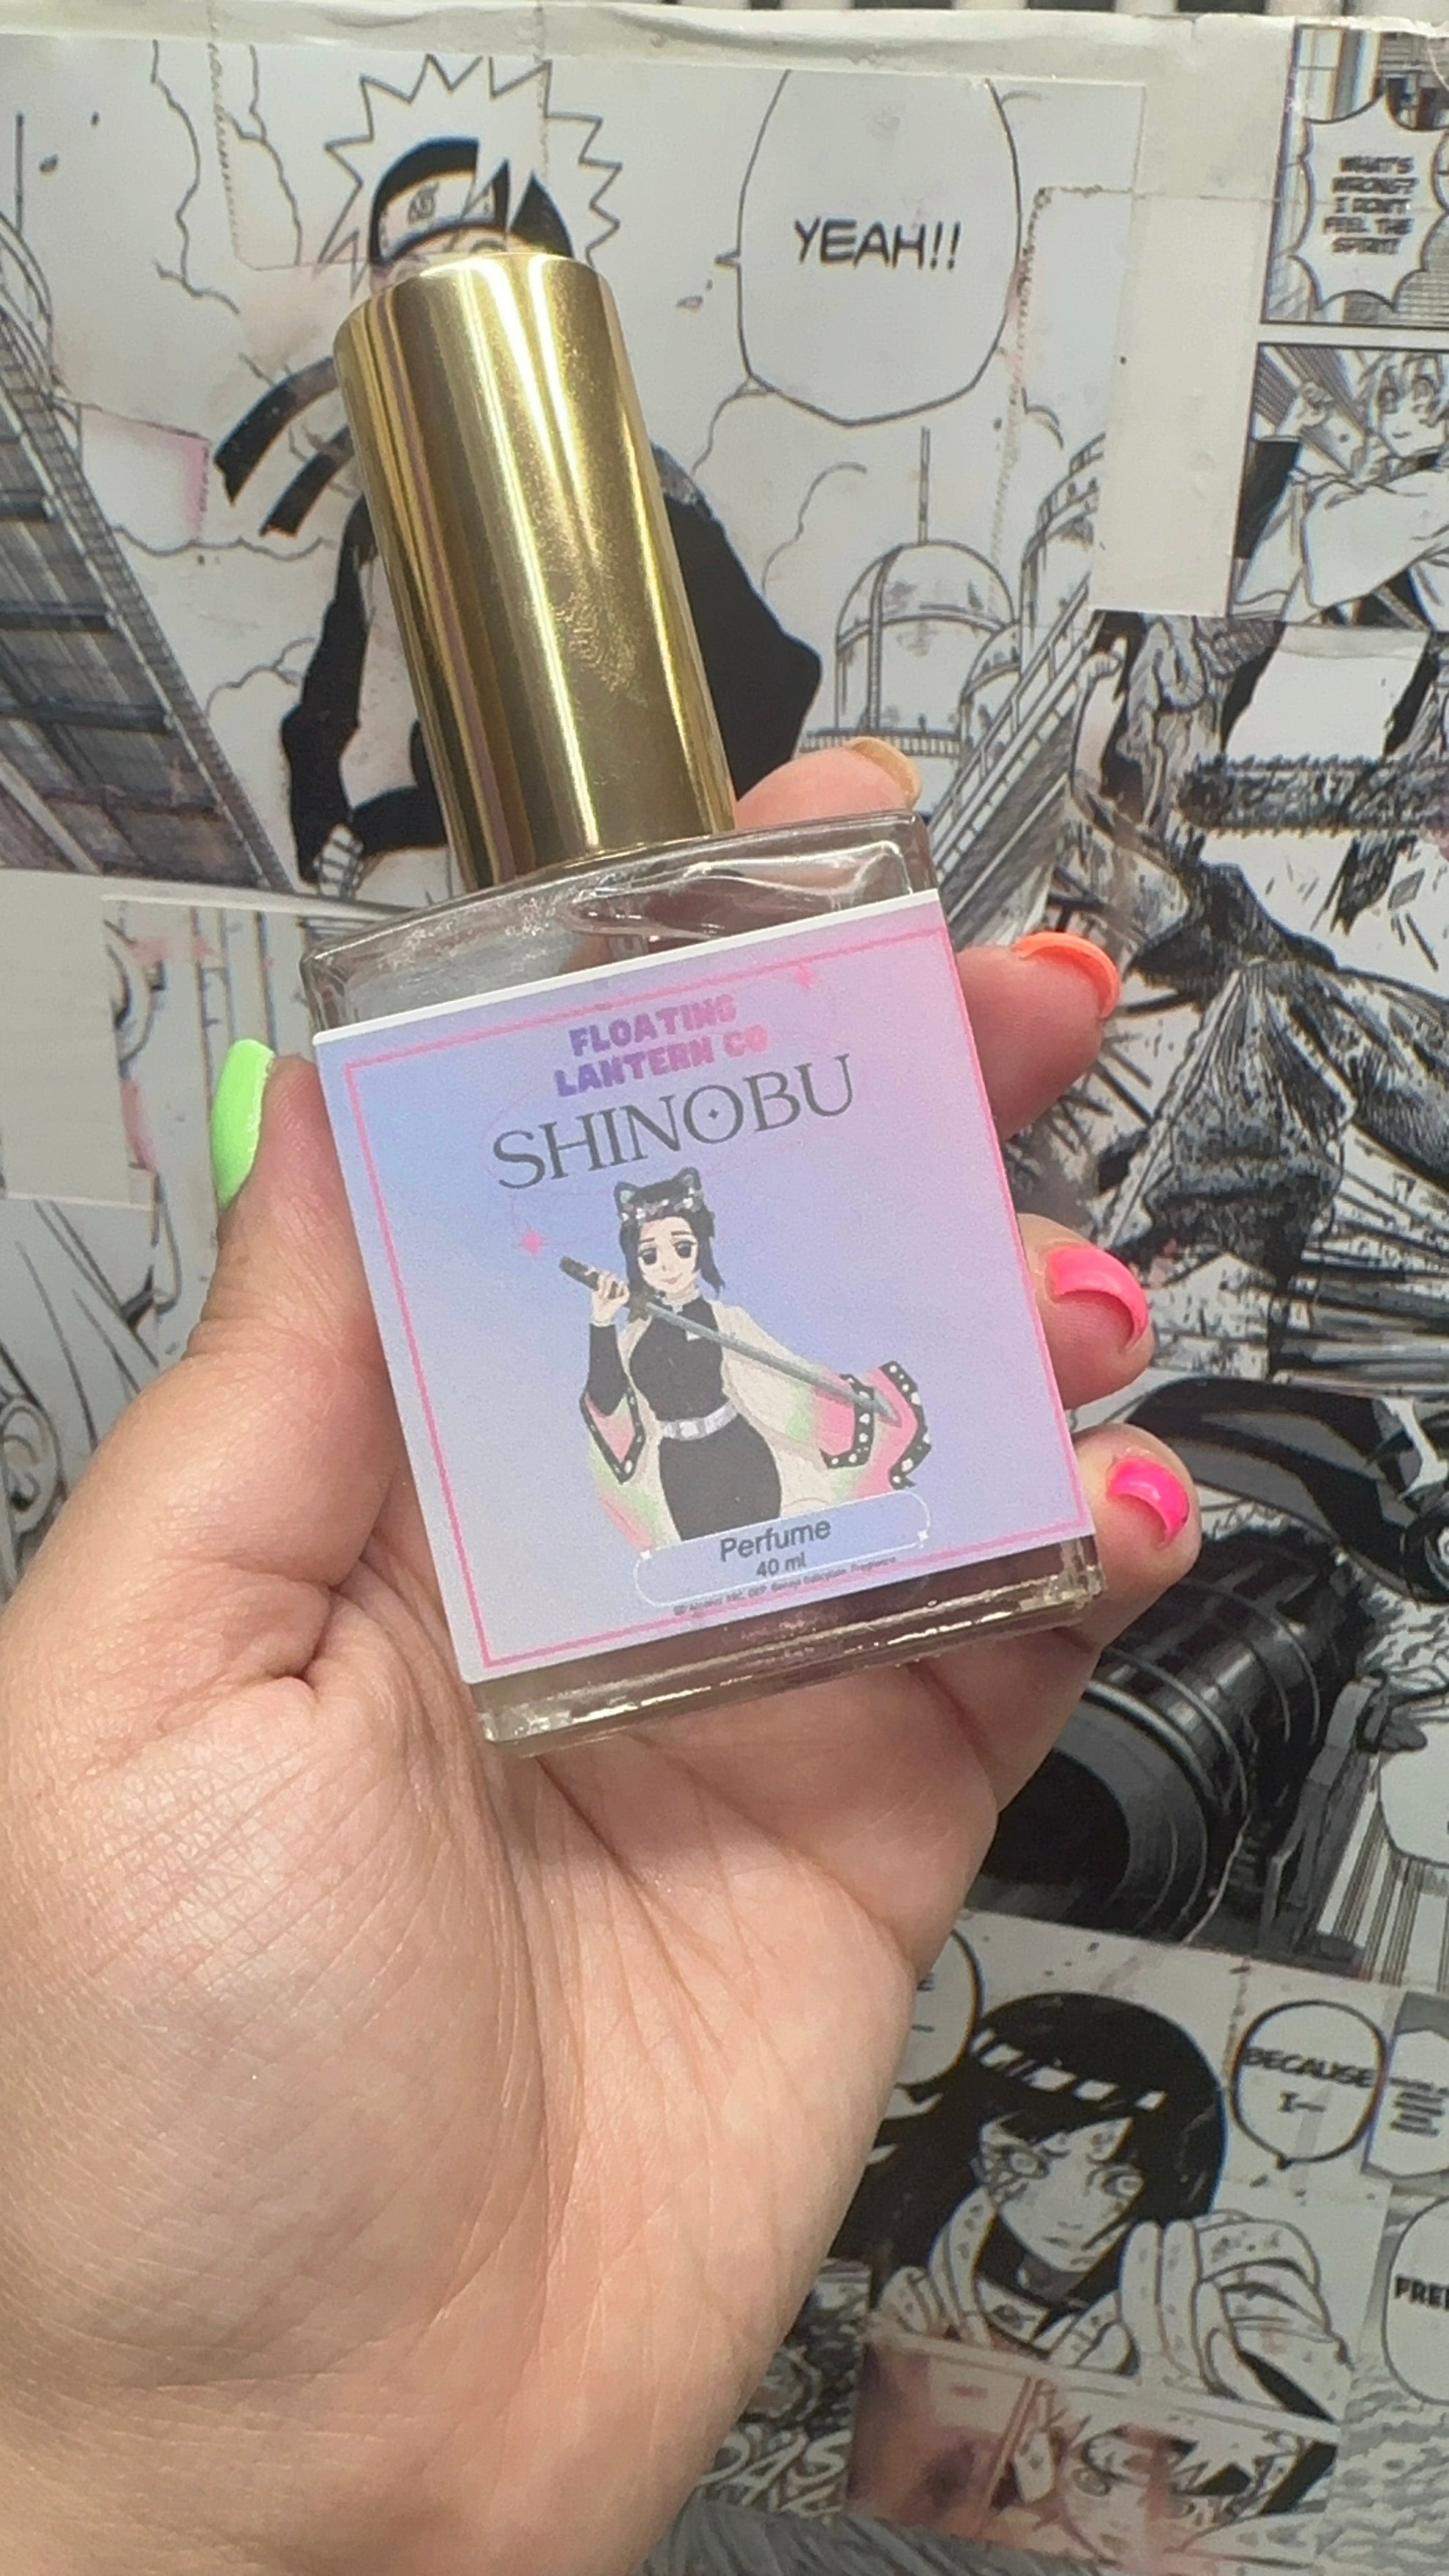 YEAH!!
WHAT'S
WRONG?
I DON'T
FEEL THE
SPIRIT!
FLOATING
LANTERN CO
SHINOBU
Perfume
40 ml
BECAUSE
I—